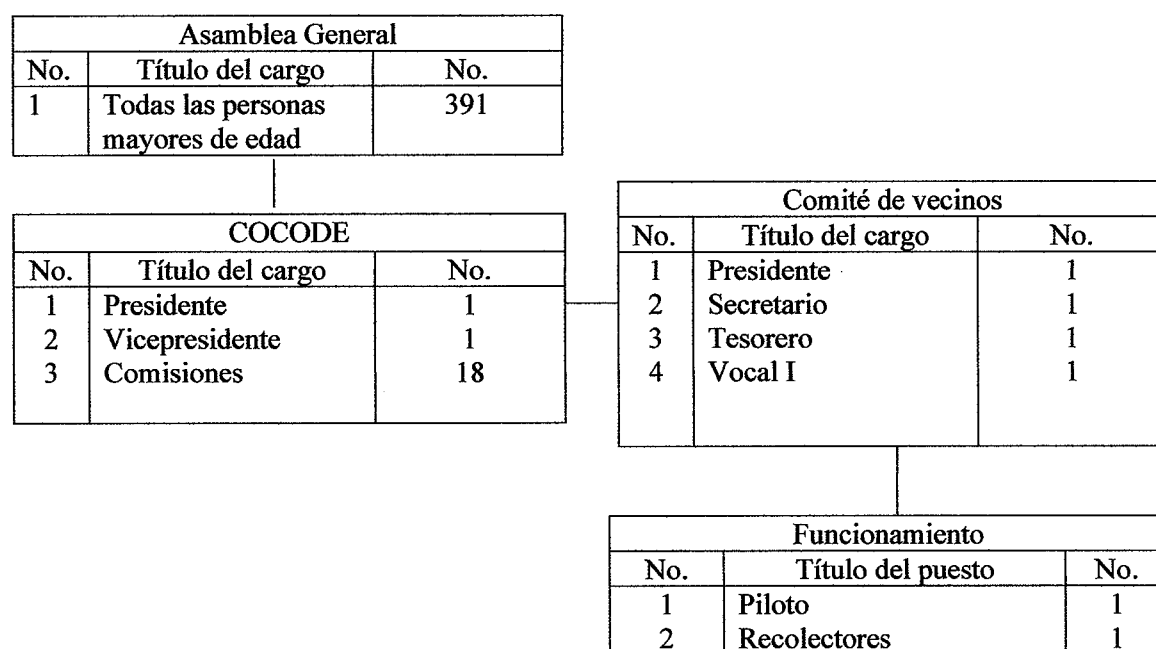 Asamblea General
No. Título del cargo No.
1 Todas las personas 391
mayores de edad
COCODE
No. Título del cargo No.
1 Presidente 1
2 Vicepresidente 1
3 Comisiones 18
Comité de vecinos
No. Título del cargo No.
1 Presidente 1
2 Secretario 1
3 Tesorero 1
4 Vocal I 1
Funcionamiento
No. Título del puesto No.
1 Piloto 1
2 Recolectores 1